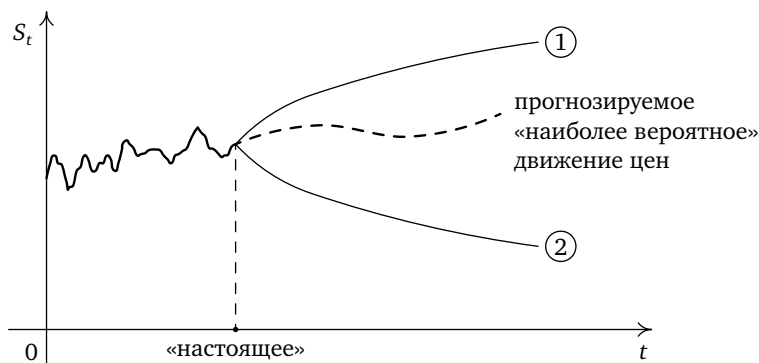 S_t
1
прогнозируемое
«наиболее вероятное»
движение цен
2
0
«настоящее»
t